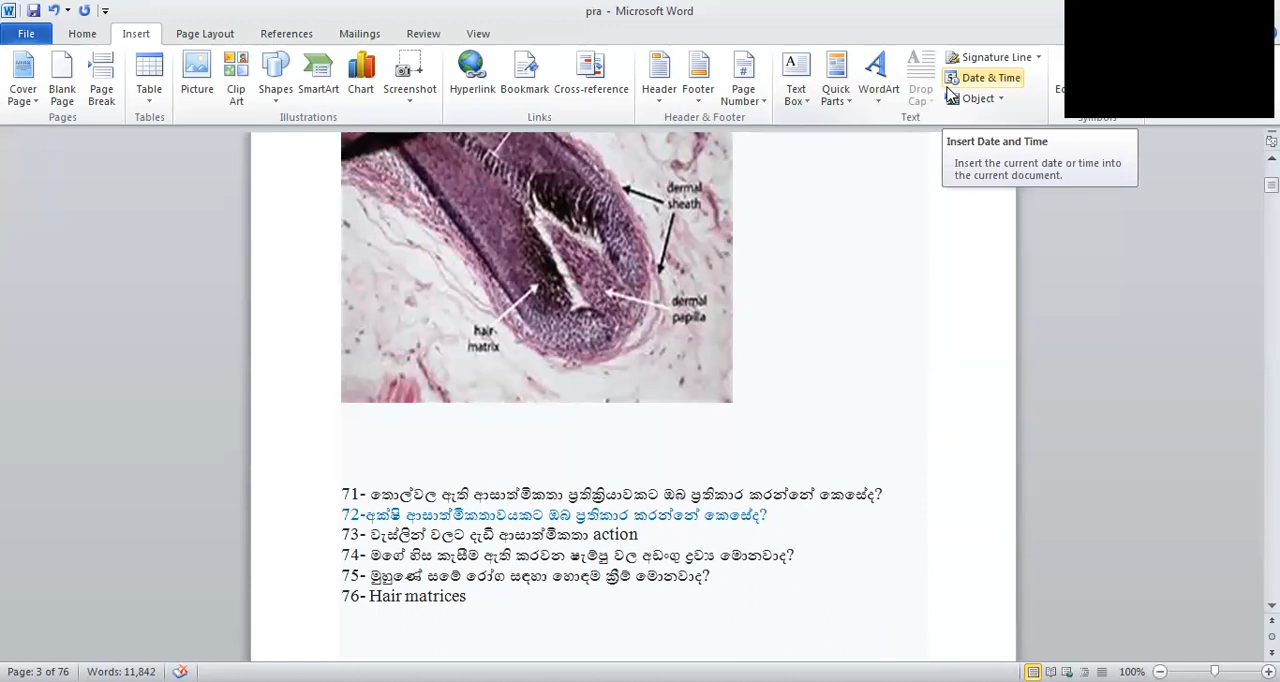 pra - Microsoft Word
File Home Insert Page Layout References Mailings Review View
Cover Page Blank Page Page Break Table Picture Clip Art Shapes SmartArt Chart Screenshot Hyperlink Bookmark Cross-reference Header Footer Page Number Text Box Quick Parts WordArt Drop Cap
Signature Line
Date & Time
Object
Pages Tables Illustrations Links Header & Footer Text
Insert Date and Time
Insert the current date or time into
the current document.
dermal
sheath
dermal
papilla
hair-
matrix
71- තොල්වල ඇති ආසාත්මිකතා ප්‍රතික්‍රියාවකට ඔබ ප්‍රතිකාර කරන්නේ කෙසේද?
72-අක්ෂි ආසාත්මිකතාවයකට ඔබ ප්‍රතිකාර කරන්නේ කෙසේද?
73- වැස්ලින් වලට දැඩි ආසාත්මිකතා action
74- මගේ හිස කැසීම ඇති කරවන ෂැම්පු වල අඩංගු ද්‍රව්‍ය මොනවාද?
75- මුහුණේ සමේ රෝග සඳහා හොඳම ක්‍රීම් මොනවාද?
76- Hair matrices
Page: 3 of 76 Words: 11,842 100%